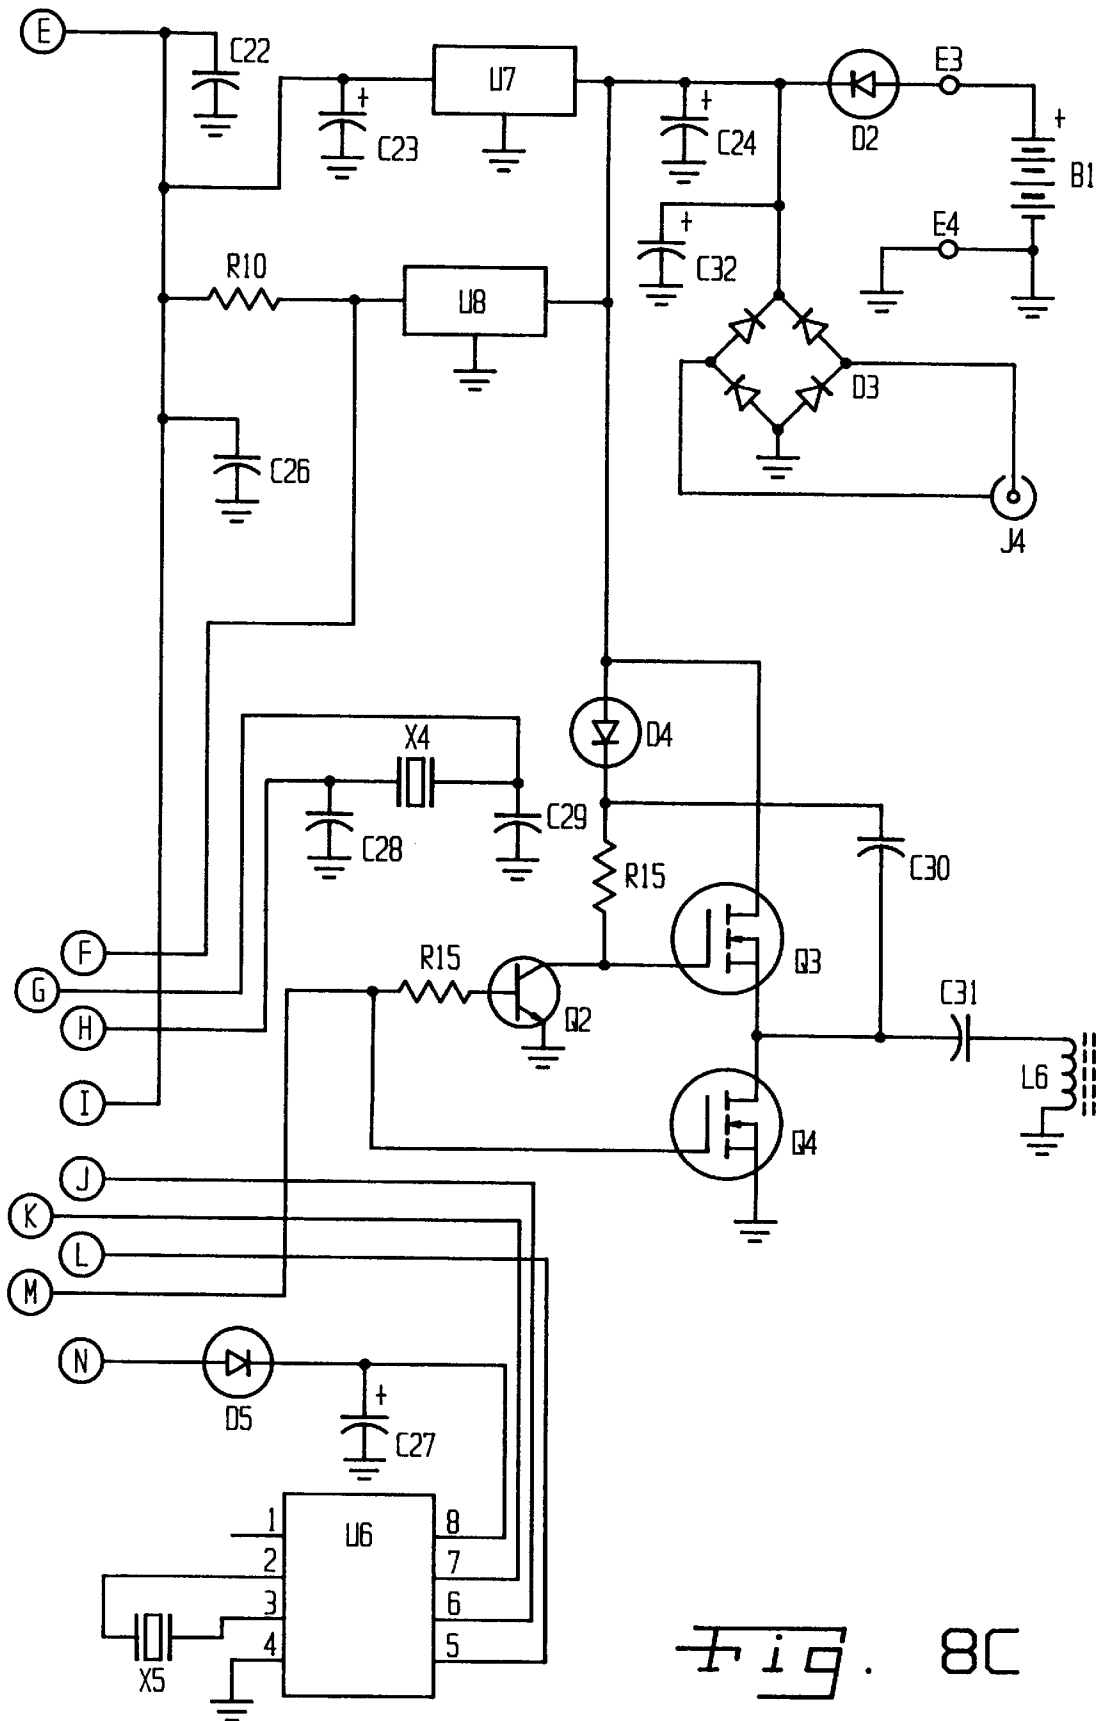 E
C22
U7
E3
+
C23
+
C24
D2
+
B1
E4
+
C32
R10
U8
D3
C26
J4
X4
D4
C28
C29
R15
C30
F
G
H
R15
Q2
Q3
C31
I
L6
Q4
J
K
L
M
N
D5
+
C27
1
2
3
4
U6
8
7
6
5
X5
Fig. 8C